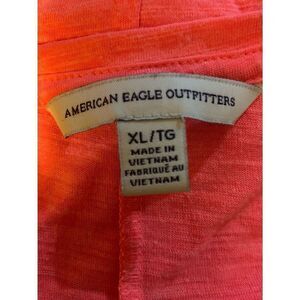 AMERICAN EAGLE OUTFITTERS
XL/TG
MADE IN
VIETNAM
FABRIQUÉ AU
VIETNAM